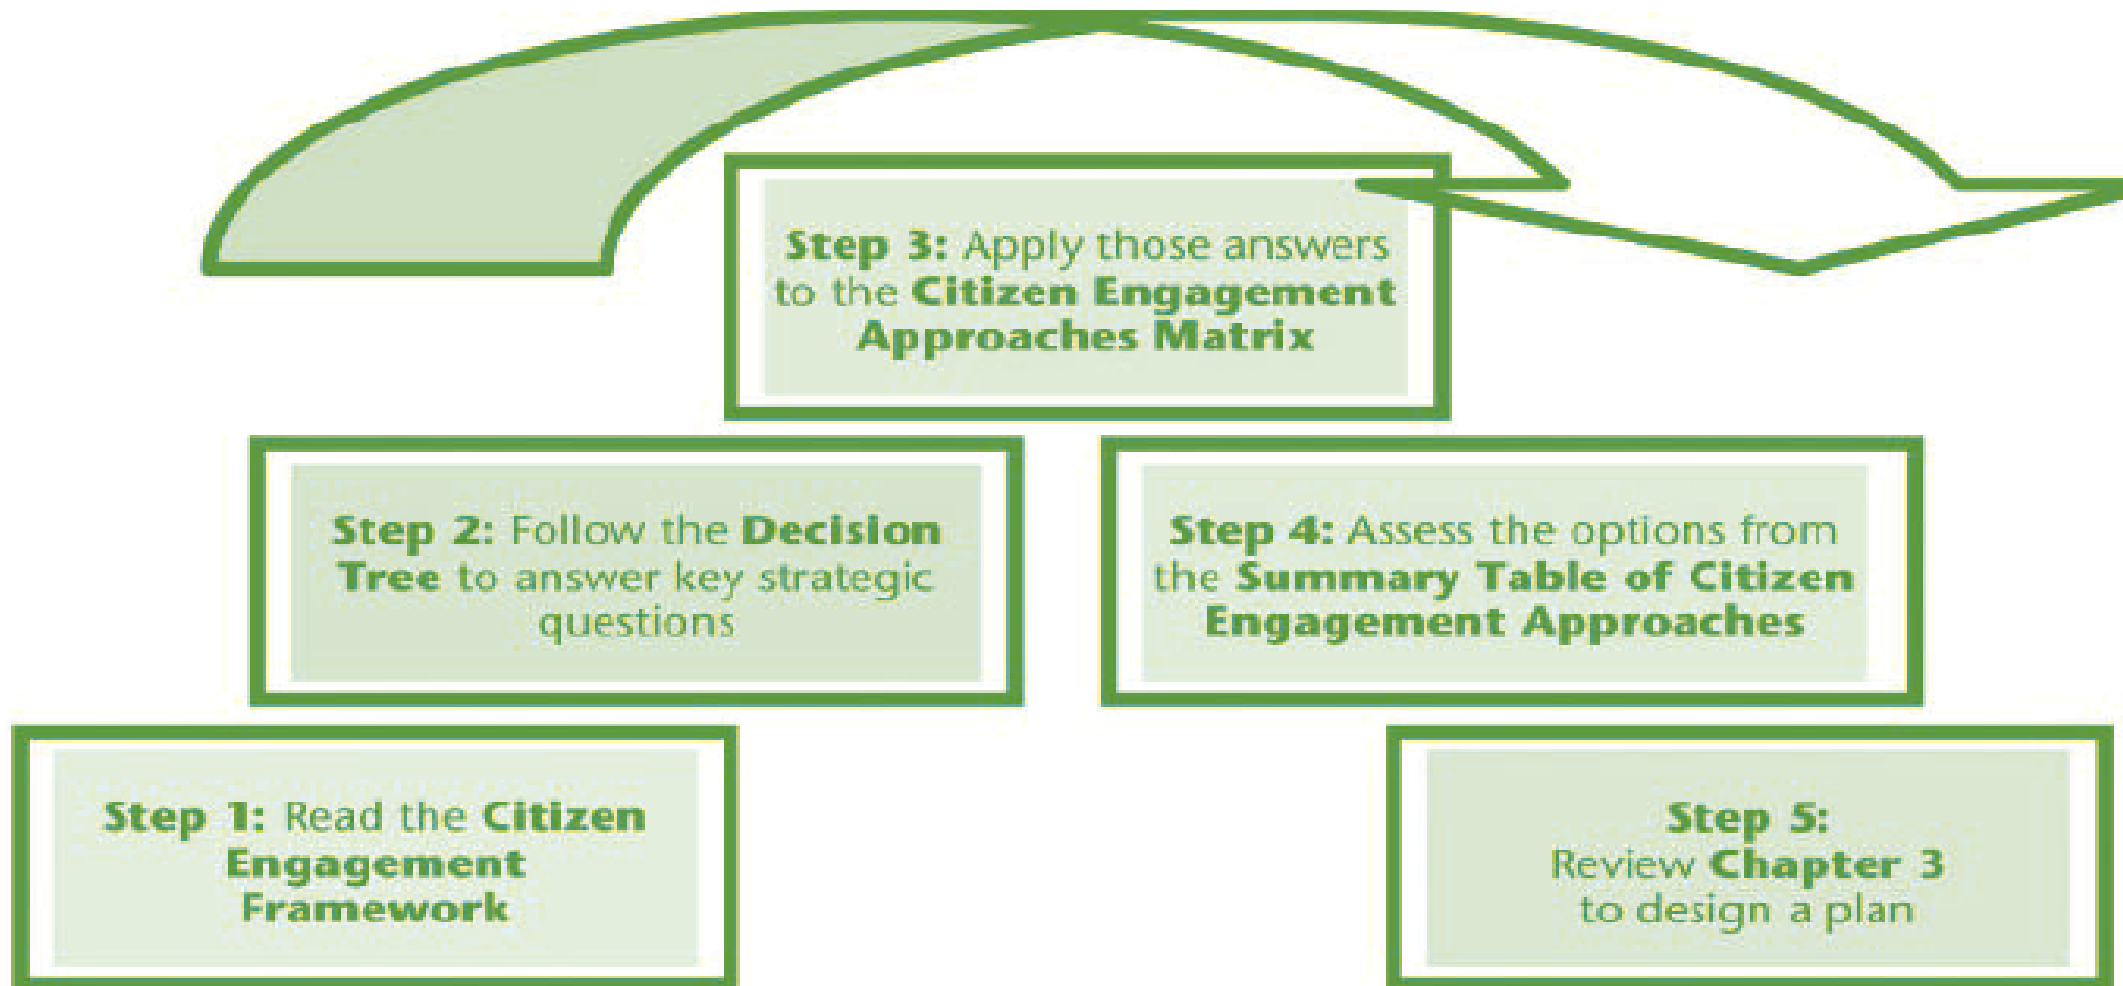 Step 3: Apply those answers
to the Citizen Engagement
Approaches Matrix
Step 2: Follow the Decision
Tree to answer key strategic
questions
Step 4: Assess the options from
the Summary Table of Citizen
Engagement Approaches
Step 1: Read the Citizen
Engagement
Framework
Step 5:
Review Chapter 3
to design a plan